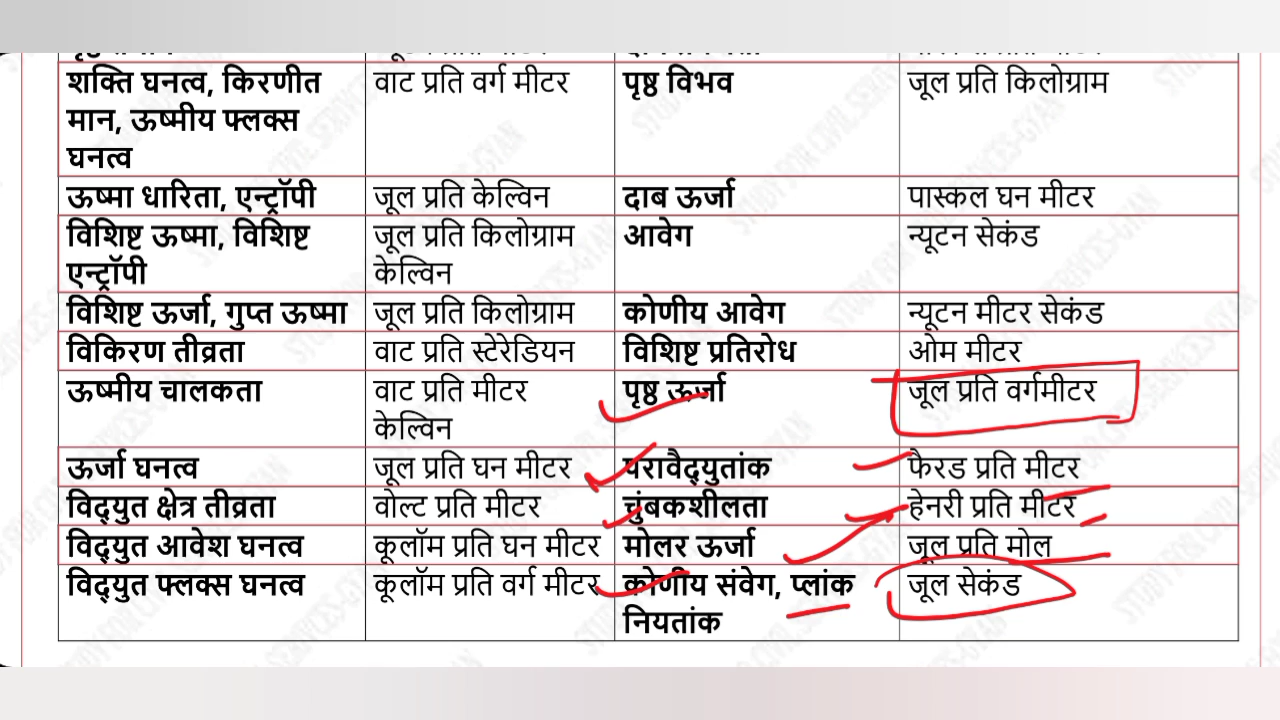 शक्ति घनत्व, किरणीत
मान, ऊष्मीय फ्लक्स
घनत्व
वाट प्रति वर्ग मीटर
पृष्ठ विभव
जूल प्रति किलोग्राम
ऊष्मा धारिता, एन्ट्रॉपी
जूल प्रति केल्विन
दाब ऊर्जा
पास्कल घन मीटर
विशिष्ट ऊष्मा, विशिष्ट
एन्ट्रॉपी
जूल प्रति किलोग्राम
केल्विन
आवेग
न्यूटन सेकंड
विशिष्ट ऊर्जा, गुप्त ऊष्मा
जूल प्रति किलोग्राम
कोणीय आवेग
न्यूटन मीटर सेकंड
विकिरण तीव्रता
वाट प्रति स्टेरेडियन
विशिष्ट प्रतिरोध
ओम मीटर
ऊष्मीय चालकता
वाट प्रति मीटर
केल्विन
पृष्ठ ऊर्जा
जूल प्रति वर्गमीटर
ऊर्जा घनत्व
जूल प्रति घन मीटर
परावैद्युतांक
फैरड प्रति मीटर
विद्युत क्षेत्र तीव्रता
वोल्ट प्रति मीटर
चुंबकशीलता
हेनरी प्रति मीटर
विद्युत आवेश घनत्व
कूलॉम प्रति घन मीटर
मोलर ऊर्जा
जूल प्रति मोल
विद्युत फ्लक्स घनत्व
कूलॉम प्रति वर्ग मीटर
कोणीय संवेग, प्लांक
नियतांक
जूल सेकंड